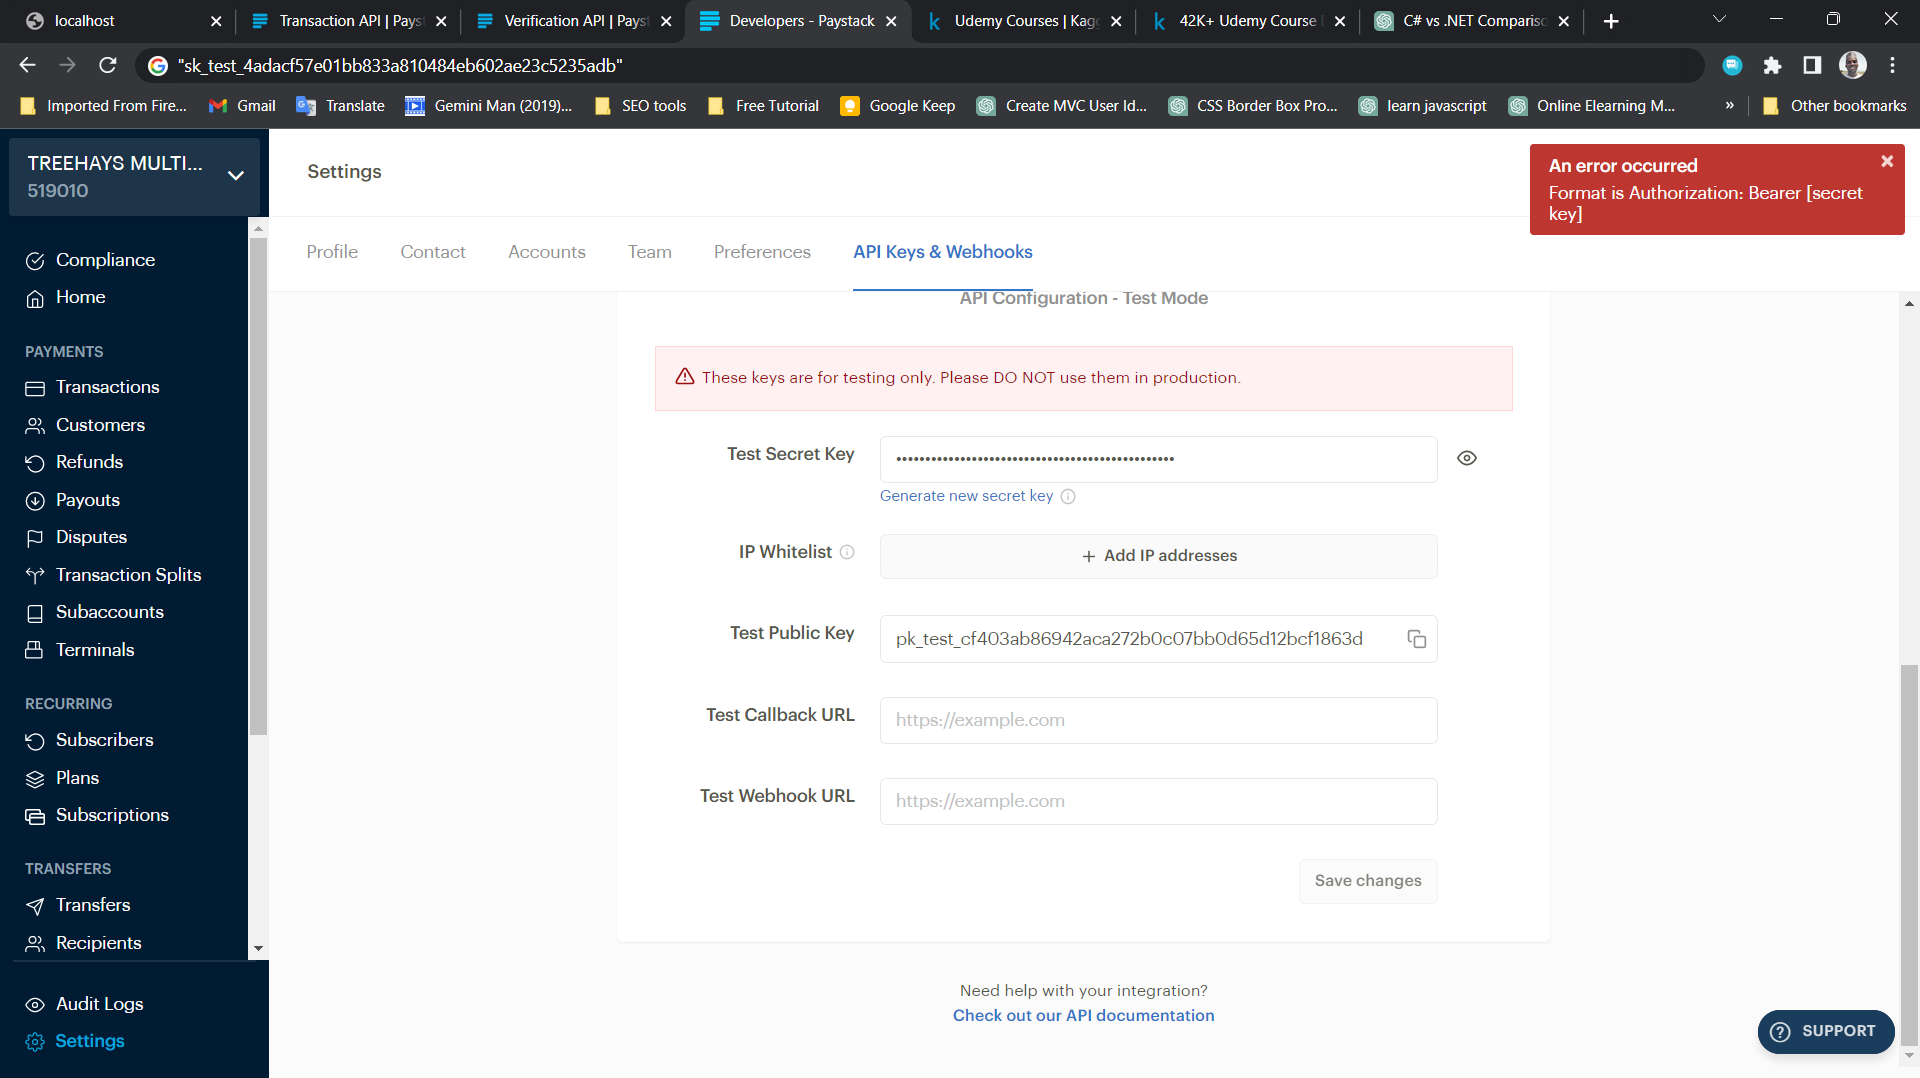 localhost
Transaction API | Payst
Verification API | Payst
Developers - Paystack
Udemy Courses | Kagg
42K+ Udemy Course
C# vs .NET Compariso
"sk_test_4adacf57e01bb833a810484eb602ae23c5235adb"
Imported From Fire...
Gmail
Translate
Gemini Man (2019)...
SEO tools
Free Tutorial
Google Keep
Create MVC User Id...
CSS Border Box Pro...
learn javascript
Online Elearning M...
»
Other bookmarks
TREEHAYS MULTI...
519010
Settings
An error occurred
Format is Authorization: Bearer [secret
key]
Compliance
Home
PAYMENTS
Transactions
Customers
Refunds
Payouts
Disputes
Transaction Splits
Subaccounts
Terminals
RECURRING
Subscribers
Plans
Subscriptions
TRANSFERS
Transfers
Recipients
Audit Logs
Settings
Profile
Contact
Accounts
Team
Preferences
API Keys & Webhooks
API Configuration - Test Mode
These keys are for testing only. Please DO NOT use them in production.
Test Secret Key
••••••••••••••••••••••••••••••••••••••••••••••••
Generate new secret key
IP Whitelist
+ Add IP addresses
Test Public Key
pk_test_cf403ab86942aca272b0c07bb0d65d12bcf1863d
Test Callback URL
https://example.com
Test Webhook URL
https://example.com
Save changes
Need help with your integration?
Check out our API documentation
SUPPORT